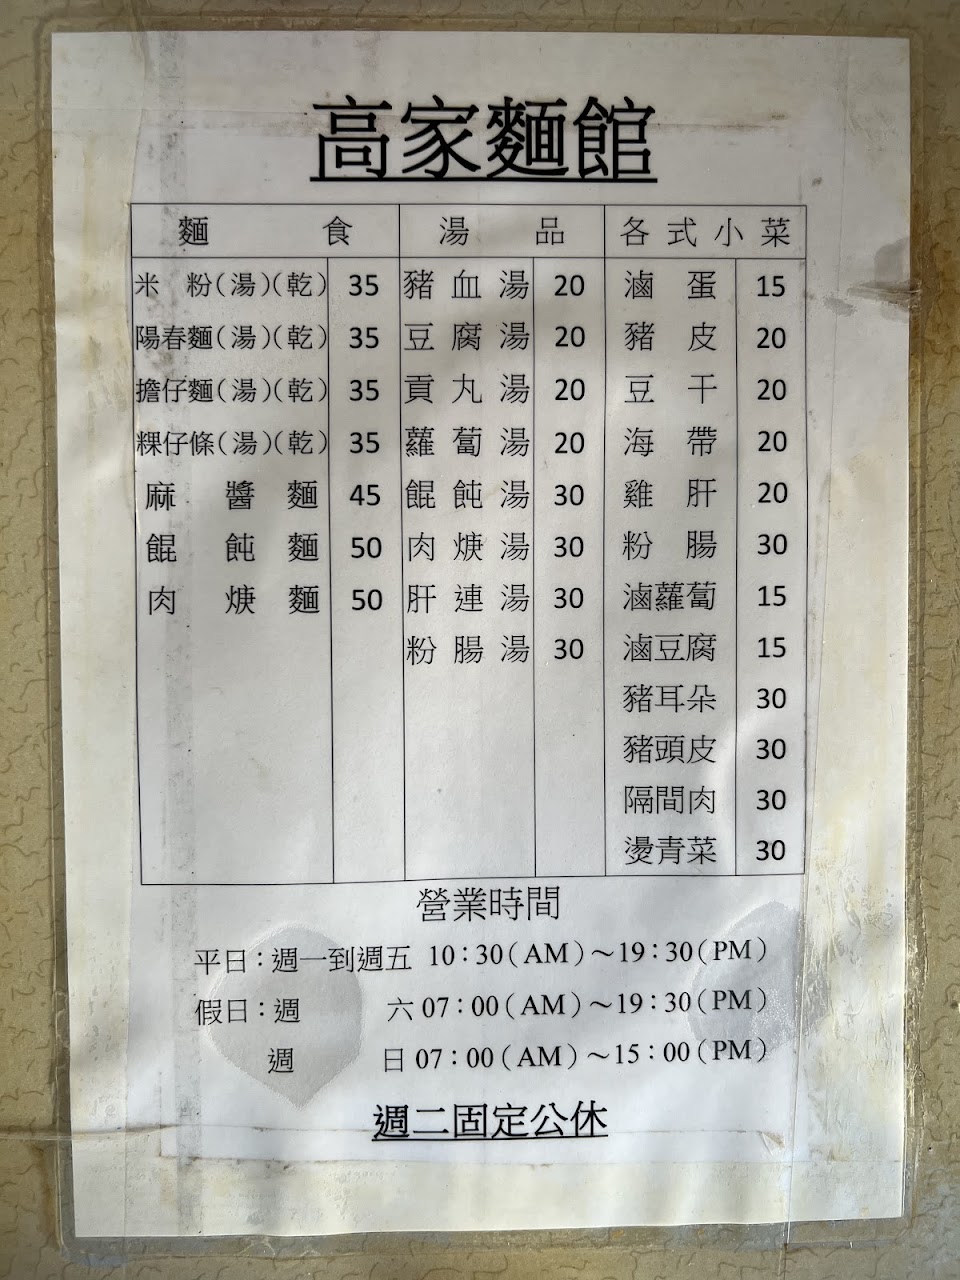 高家麵館
麵食 湯品 各式小菜
米粉(湯)(乾) 35 豬血湯 20 滷蛋 15
陽春麵(湯)(乾) 35 豆腐湯 20 豬皮 20
擔仔麵(湯)(乾) 35 貢丸湯 20 豆干 20
粿仔條(湯)(乾) 35 蘿蔔湯 20 海帶 20
麻醬麵 45 餛飩湯 30 雞肝 20
餛飩麵 50 肉焿湯 30 粉腸 30
肉焿麵 50 肝連湯 30 滷蘿蔔 15
粉腸湯 30 滷豆腐 15
豬耳朵 30
豬頭皮 30
隔間肉 30
燙青菜 30
營業時間
平日：週一到週五 10：30(AM)～19：30(PM)
假日：週六 07：00(AM)～19：30(PM)
週日 07：00(AM)～15：00(PM)
週二固定公休